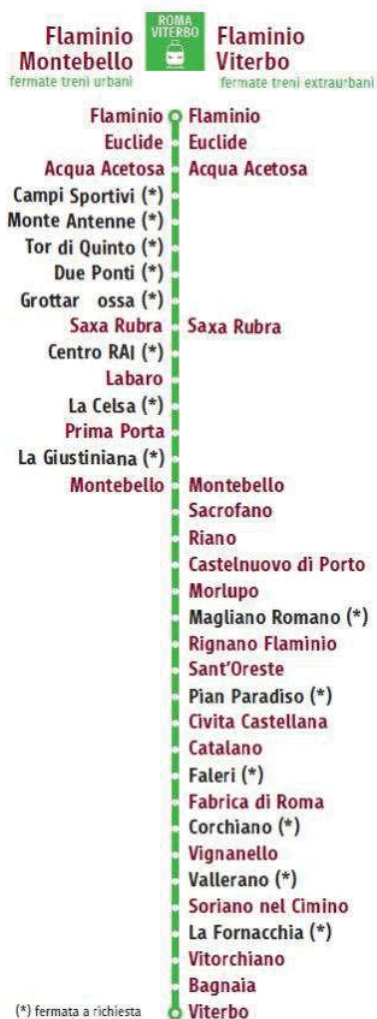 ROMA
VITERBO
Flaminio
Montebello
fermate treni urbani
Flaminio
Viterbo
fermate treni extraurbani
Flaminio Flaminio
Euclide Euclide
Acqua Acetosa Acqua Acetosa
Campi Sportivi (*)
Monte Antenne (*)
Tor di Quinto (*)
Due Ponti (*)
Grottar ossa (*)
Saxa Rubra Saxa Rubra
Centro RAI (*)
Labaro
La Celsa (*)
Prima Porta
La Giustiniana (*)
Montebello Montebello
Sacrofano
Riano
Castelnuovo di Porto
Morlupo
Magliano Romano (*)
Rignano Flaminio
Sant'Oreste
Pian Paradiso (*)
Civita Castellana
Catalano
Faleri (*)
Fabrica di Roma
Corchiano (*)
Vignanello
Vallerano (*)
Soriano nel Cimino
La Fornacchia (*)
Vitorchiano
Bagnaia
(*) fermata a richiesta Viterbo